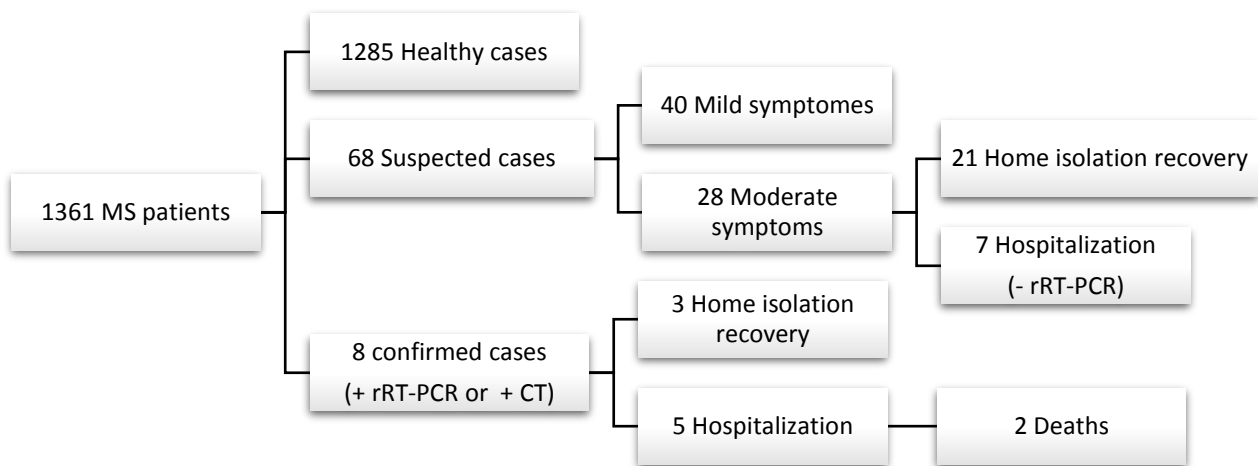 1361 MS patients
1285 Healthy cases
68 Suspected cases
40 Mild symptomes
28 Moderate
symptoms
21 Home isolation recovery
7 Hospitalization
(- rRT-PCR)
8 confirmed cases
(+ rRT-PCR or + CT)
3 Home isolation
recovery
5 Hospitalization
2 Deaths